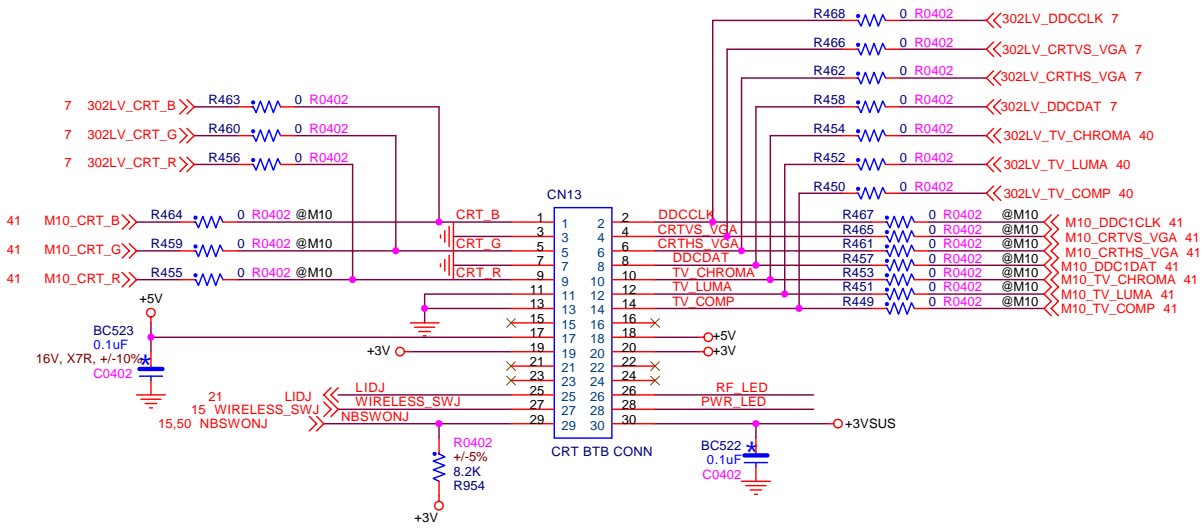 R468 0 R0402 302LV_DDCCLK 7
R466 0 R0402 302LV_CRTVS_VGA 7
R462 0 R0402 302LV_CRTHS_VGA 7
7 302LV_CRT_B R463 0 R0402
R458 0 R0402 302LV_DDCDAT 7
7 302LV_CRT_G R460 0 R0402
R454 0 R0402 302LV_TV_CHROMA 40
7 302LV_CRT_R R456 0 R0402
R452 0 R0402 302LV_TV_LUMA 40
R450 0 R0402 302LV_TV_COMP 40
CN13
41 M10_CRT_B R464 0 R0402 @M10 CRT_B 1 1 2 2 DDCCLK R467 0 R0402 @M10 M10_DDC1CLK 41
3 3 4 4 CRTVS_VGA R465 0 R0402 @M10 M10_CRTVS_VGA 41
41 M10_CRT_G R459 0 R0402 @M10 CRT_G 5 5 6 6 CRTHS_VGA R461 0 R0402 @M10 M10_CRTHS_VGA 41
7 7 8 8 DDCDAT R457 0 R0402 @M10 M10_DDC1DAT 41
41 M10_CRT_R R455 0 R0402 @M10 CRT_R 9 9 10 10 TV_CHROMA R453 0 R0402 @M10 M10_TV_CHROMA 41
11 11 12 12 TV_LUMA R451 0 R0402 @M10 M10_TV_LUMA 41
13 13 14 14 TV_COMP R449 0 R0402 @M10 M10_TV_COMP 41
+5V
15 15 16 16
BC523
17 17 18 18 +5V
0.1uF
16V, X7R, +/-10%
+3V 19 19 20 20 +3V
C0402
21 21 22 22
23 23 24 24
21 LIDJ LIDJ 25 25 26 26 RF_LED
15 WIRELESS_SWJ WIRELESS_SWJ 27 27 28 28 PWR_LED
15,50 NBSWONJ NBSWONJ 29 29 30 30 +3VSUS
R0402
+/-5%
8.2K
R954
+3V
CRT BTB CONN
BC522
0.1uF
C0402